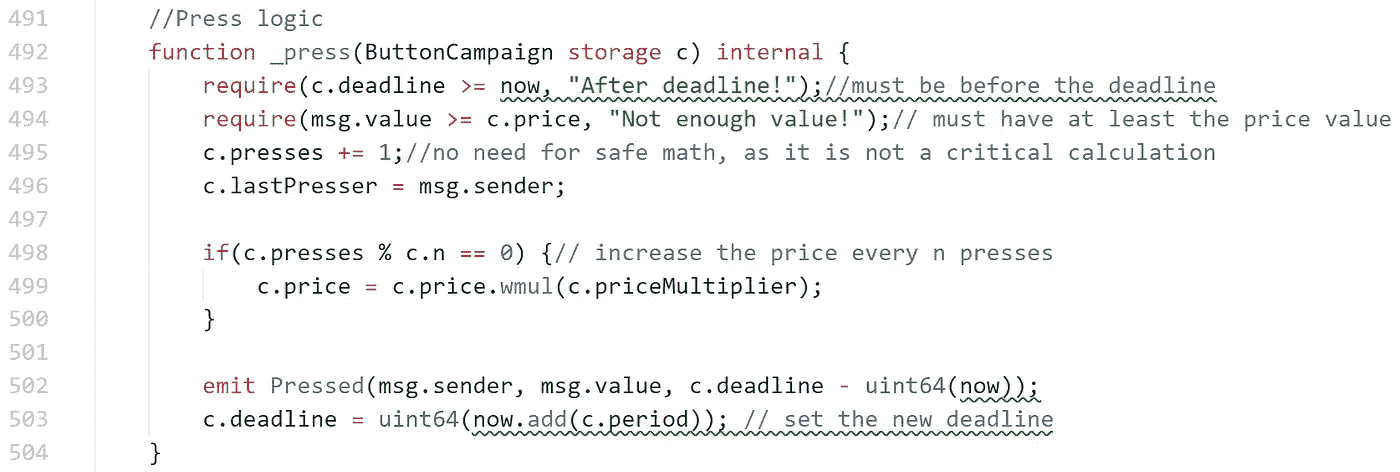 491 //Press logic
492 function _press(ButtonCampaign storage c) internal {
493 require(c.deadline >= now, "After deadline!");//must be before the deadline
494 require(msg.value >= c.price, "Not enough value!");// must have at least the price value
495 c.presses += 1;//no need for safe math, as it is not a critical calculation
496 c.lastPresser = msg.sender;
497
498 if(c.presses % c.n == 0) {// increase the price every n presses
499 c.price = c.price.wmul(c.priceMultiplier);
500 }
501
502 emit Pressed(msg.sender, msg.value, c.deadline - uint64(now));
503 c.deadline = uint64(now.add(c.period)); // set the new deadline
504 }